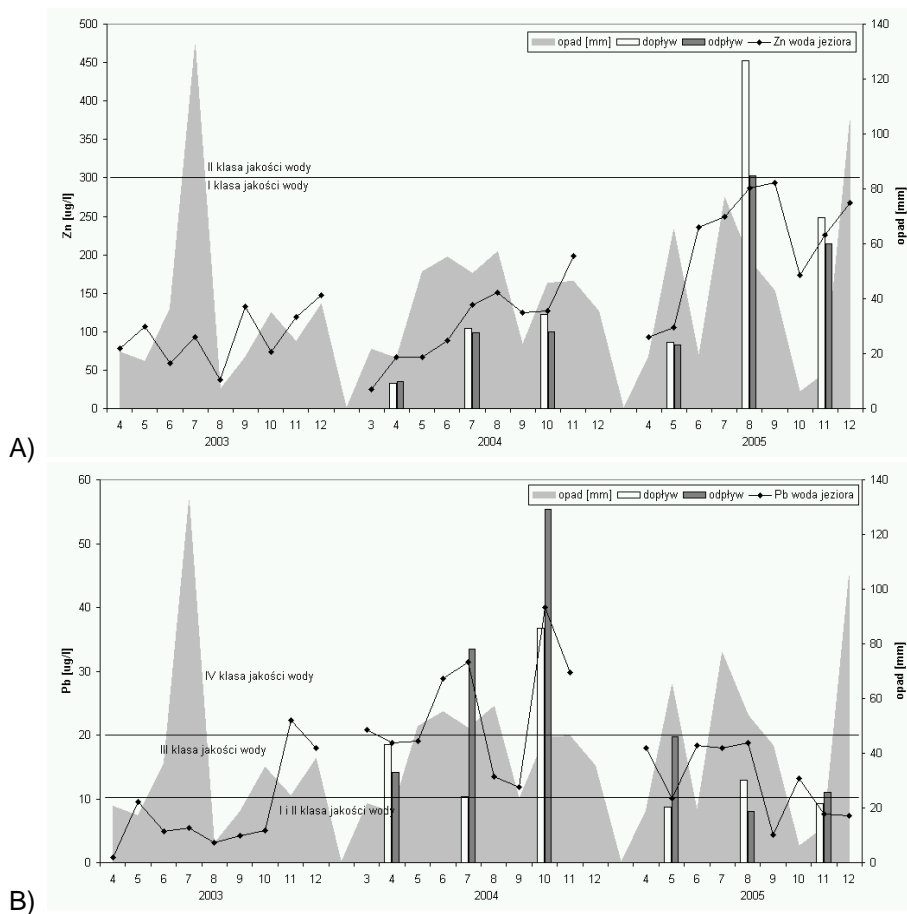 500
450
400
350
300
250
200
150
100
50
0
Zn [ug/l]
140
120
100
80
60
40
20
0
opad [mm]
opad [mm] dopływ odpływ Zn woda jeziora
II klasa jakości wody
I klasa jakości wody
4 5 6 7 8 9 10 11 12 3 4 5 6 7 8 9 10 11 4 5 6 7 8 9 10 11 12
2003 2004 2005
A)
60
50
40
30
20
10
0
Pb [ug/l]
140
120
100
80
60
40
20
0
opad [mm]
opad [mm] dopływ odpływ Pb woda jeziora
IV klasa jakości wody
III klasa jakości wody
I i II klasa jakości wody
4 5 6 7 8 9 10 11 12 3 4 5 6 7 8 9 10 11 4 5 6 7 8 9 10 11 12
2003 2004 2005
B)